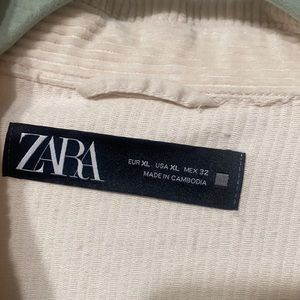 ZARA
EUR XL USA XL MEX 32
MADE IN CAMBODIA